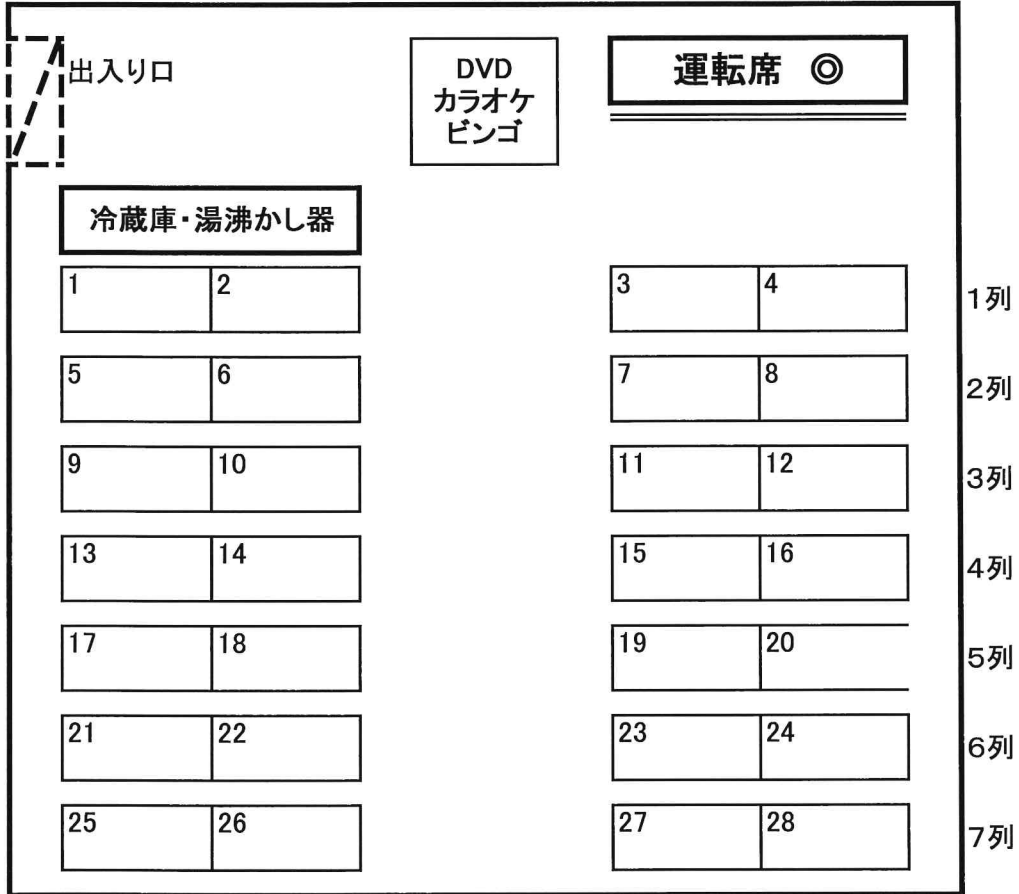 出入り口
DVD
カラオケ
ビンゴ
運転席 ◎
冷蔵庫・湯沸かし器
1 2 3 4 1列
5 6 7 8 2列
9 10 11 12 3列
13 14 15 16 4列
17 18 19 20 5列
21 22 23 24 6列
25 26 27 28 7列